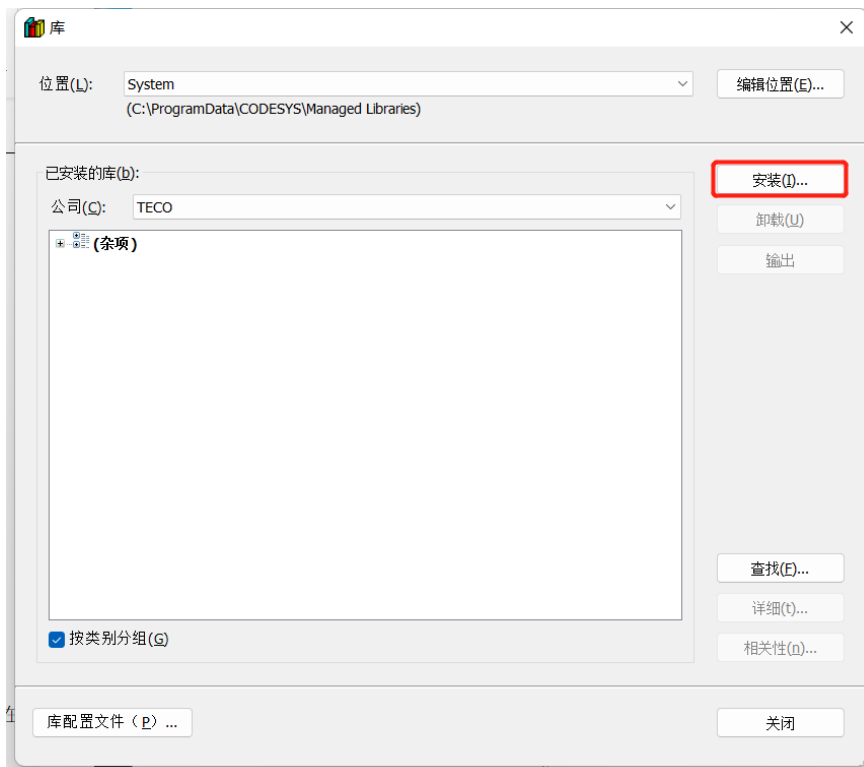 库
位置(L): System 编辑位置(E)...
(C:\ProgramData\CODESYS\Managed Libraries)
已安装的库(b):
安装(I)...
公司(C): TECO
卸载(U)
(杂项)
输出
查找(F)...
详细(t)...
按类别分组(G)
相关性(n)...
在
库配置文件（P）...
关闭